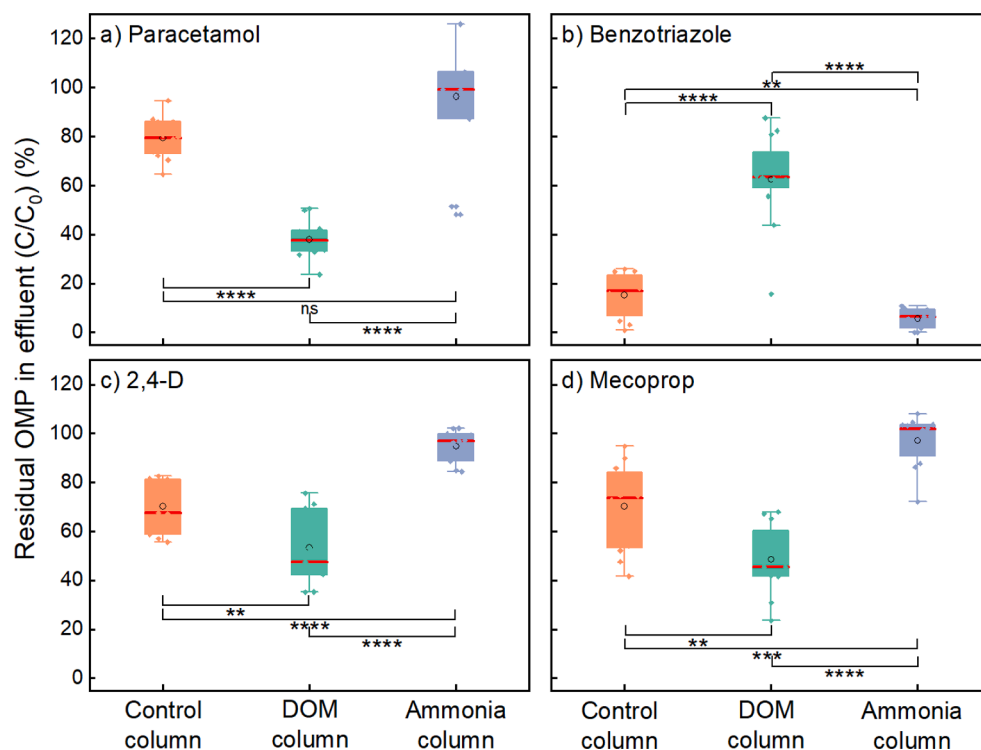 Residual OMP in effluent (C/C0) (%)
a) Paracetamol
120
100
80
60
40
20
0
****
ns
****
b) Benzotriazole
****
**
****
c) 2,4-D
120
100
80
60
40
20
0
**
****
****
d) Mecoprop
**
***
****
Control column
DOM column
Ammonia column
Control column
DOM column
Ammonia column